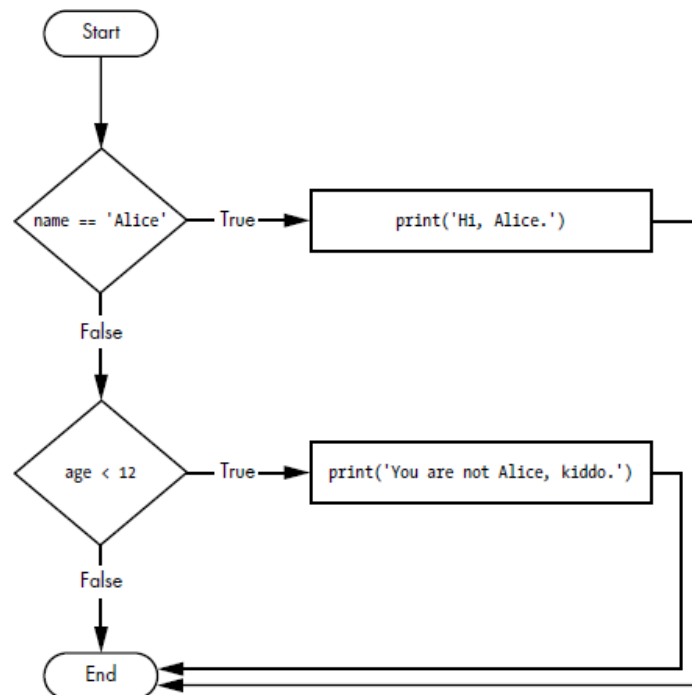 Start
name == 'Alice'
True
print('Hi, Alice.')
False
age < 12
True
print('You are not Alice, kiddo.')
False
End